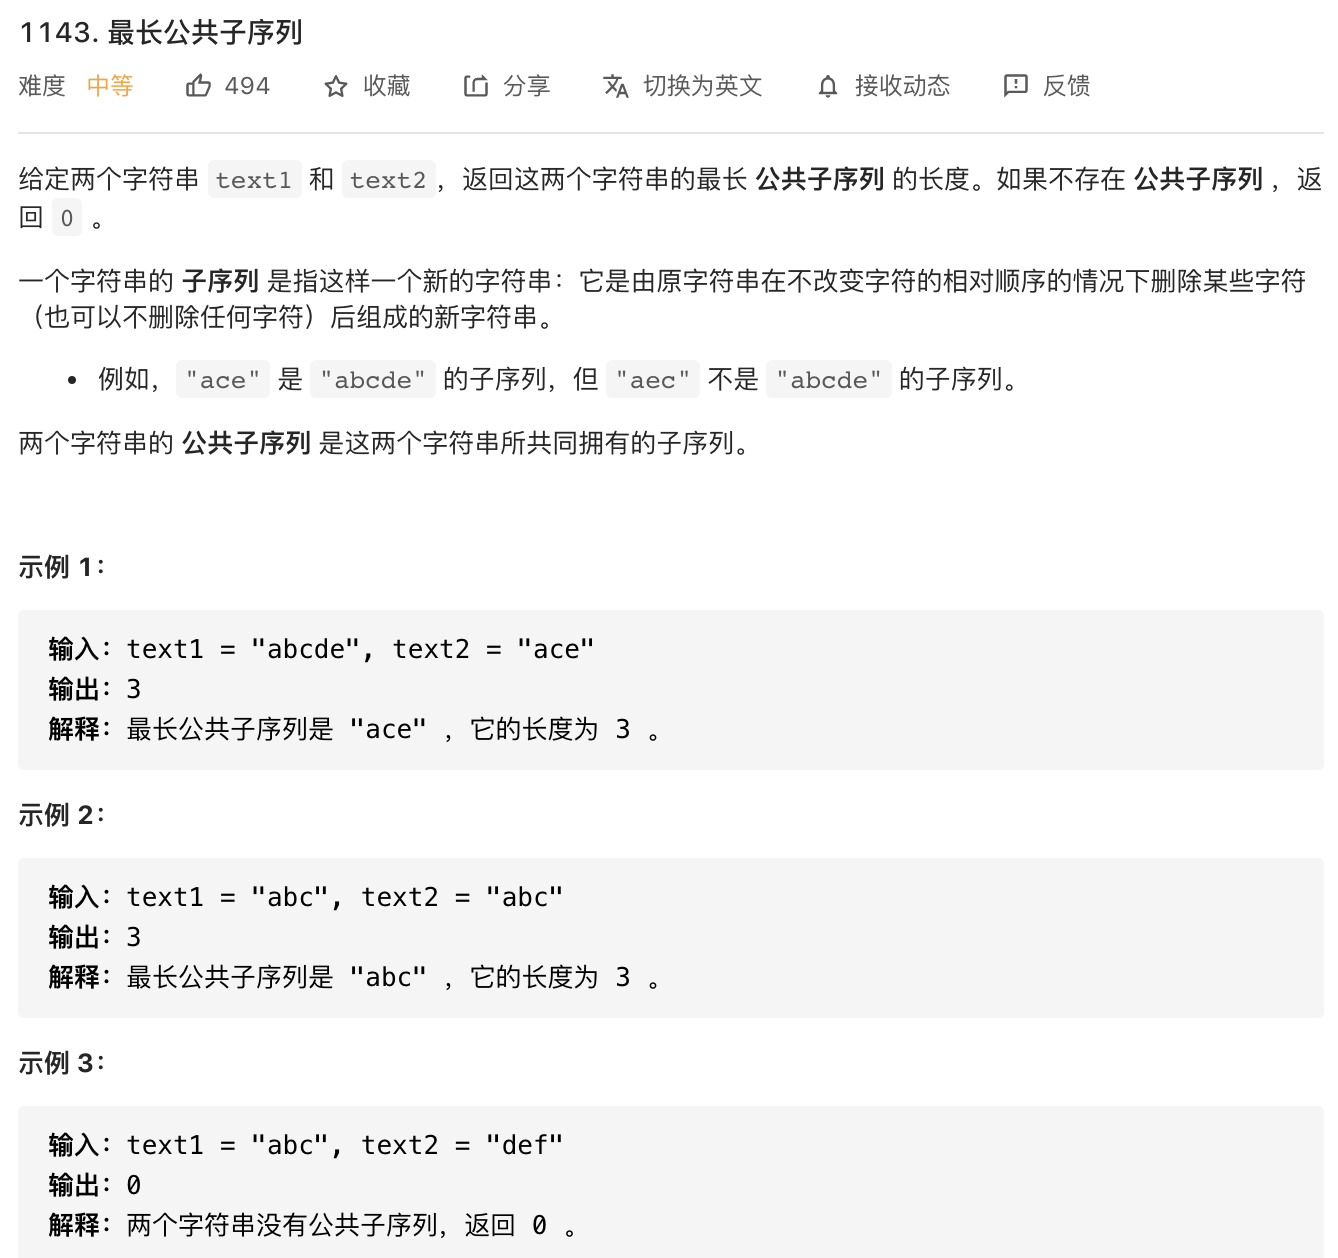 1143. 最长公共子序列
难度 中等 494 收藏 分享 切换为英文 接收动态 反馈
给定两个字符串 text1 和 text2，返回这两个字符串的最长 公共子序列 的长度。如果不存在 公共子序列 ，返
回 0 。
一个字符串的 子序列 是指这样一个新的字符串：它是由原字符串在不改变字符的相对顺序的情况下删除某些字符
（也可以不删除任何字符）后组成的新字符串。
• 例如，"ace" 是 "abcde" 的子序列，但 "aec" 不是 "abcde" 的子序列。
两个字符串的 公共子序列 是这两个字符串所共同拥有的子序列。
示例 1：
输入：text1 = "abcde", text2 = "ace"
输出：3
解释：最长公共子序列是 "ace" ，它的长度为 3 。
示例 2：
输入：text1 = "abc", text2 = "abc"
输出：3
解释：最长公共子序列是 "abc" ，它的长度为 3 。
示例 3：
输入：text1 = "abc", text2 = "def"
输出：0
解释：两个字符串没有公共子序列，返回 0 。